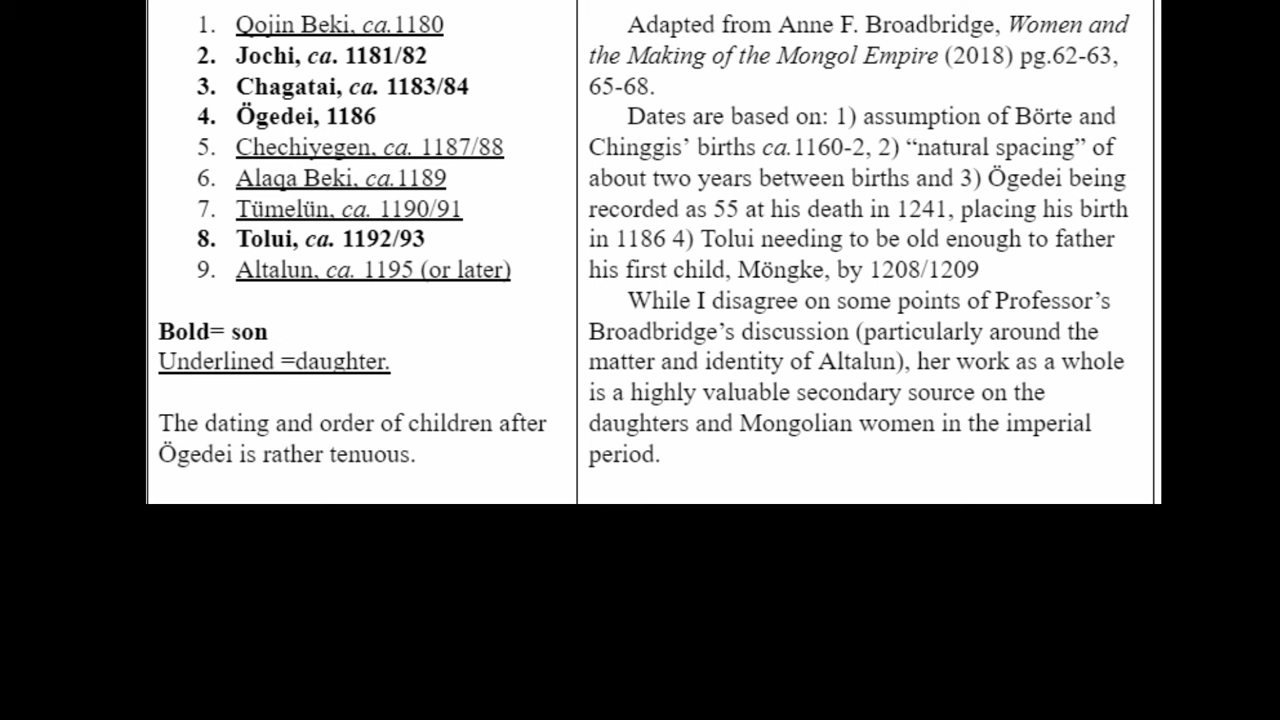 1. Qojin Beki, ca.1180
2. Jochi, ca. 1181/82
3. Chagatai, ca. 1183/84
4. Ögedei, 1186
5. Chechiyegen, ca. 1187/88
6. Alaqa Beki, ca.1189
7. Tümelün, ca. 1190/91
8. Tolui, ca. 1192/93
9. Altalun, ca. 1195 (or later)
Bold= son
Underlined =daughter.
The dating and order of children after
Ögedei is rather tenuous.
Adapted from Anne F. Broadbridge, Women and
the Making of the Mongol Empire (2018) pg.62-63,
65-68.
Dates are based on: 1) assumption of Börte and
Chinggis’ births ca.1160-2, 2) “natural spacing” of
about two years between births and 3) Ögedei being
recorded as 55 at his death in 1241, placing his birth
in 1186 4) Tolui needing to be old enough to father
his first child, Möngke, by 1208/1209
While I disagree on some points of Professor’s
Broadbridge’s discussion (particularly around the
matter and identity of Altalun), her work as a whole
is a highly valuable secondary source on the
daughters and Mongolian women in the imperial
period.